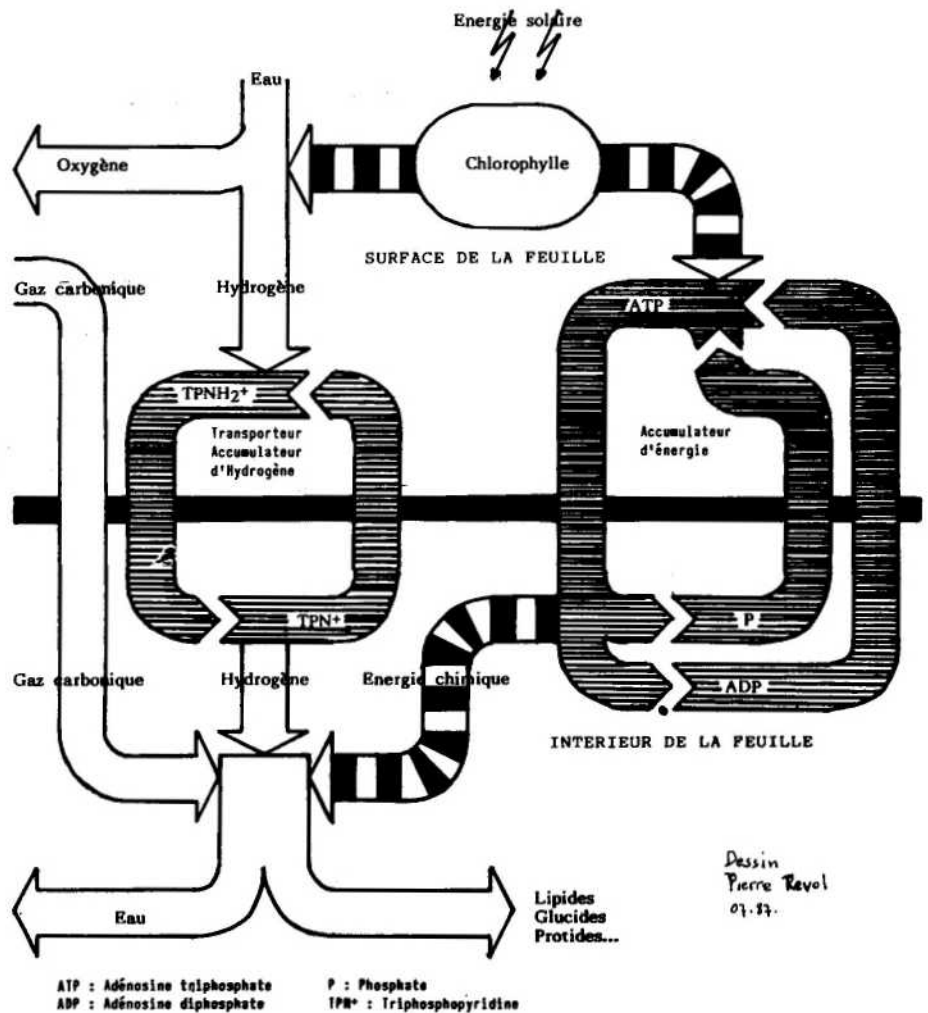 Energie solaire
Eau
Oxygène
Chlorophylle
SURFACE DE LA FEUILLE
Gaz carbonique
Hydrogène
ATP
TPNH2+
Transporteur
Accumulateur
d'Hydrogène
Accumulateur
d'énergie
TPN+
P
Gaz carbonique
Hydrogène
Energie chimique
ADP
INTERIEUR DE LA FEUILLE
Dessin
Pierre Revol
07.87.
Eau
Lipides
Glucides
Protides...
ATP : Adénosine triphosphate
P : Phosphate
ADP : Adénosine diphosphate
TPN+ : Triphosphopyridine